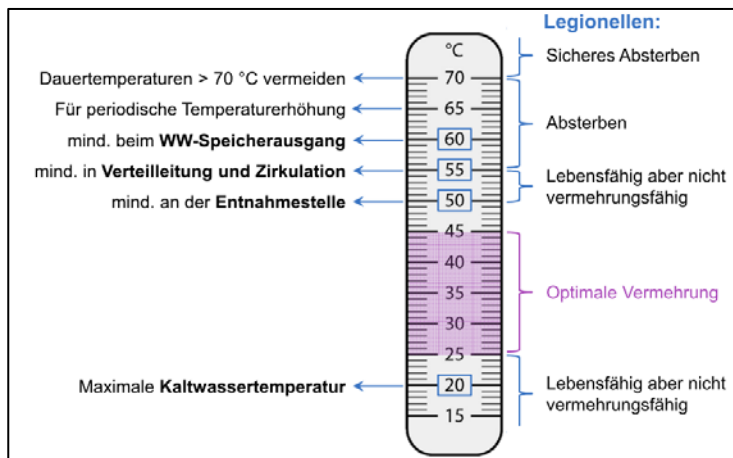 Legionellen:
°C
Sicheres Absterben
Dauertemperaturen > 70 °C vermeiden
70
Für periodische Temperaturerhöhung
65
Absterben
mind. beim WW-Speicherausgang
60
mind. in Verteilleitung und Zirkulation
55
Lebensfähig aber nicht
vermehrungsfähig
mind. an der Entnahmestelle
50
45
40
35
Optimale Vermehrung
30
25
Maximale Kaltwassertemperatur
20
Lebensfähig aber nicht
vermehrungsfähig
15